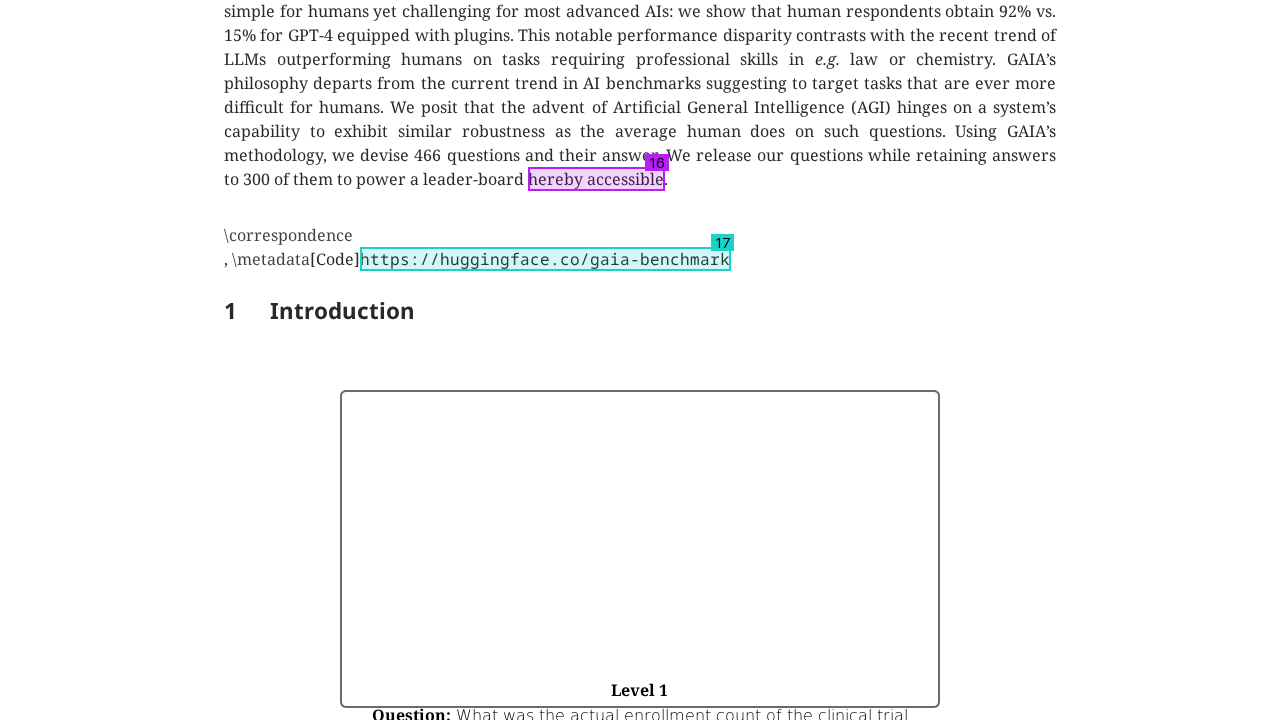 simple for humans yet challenging for most advanced AIs: we show that human respondents obtain 92% vs.
15% for GPT-4 equipped with plugins. This notable performance disparity contrasts with the recent trend of
LLMs outperforming humans on tasks requiring professional skills in e.g. law or chemistry. GAIA's
philosophy departs from the current trend in AI benchmarks suggesting to target tasks that are ever more
difficult for humans. We posit that the advent of Artificial General Intelligence (AGI) hinges on a system's
capability to exhibit similar robustness as the average human does on such questions. Using GAIA's
methodology, we devise 466 questions and their answer. We release our questions while retaining answers
16
to 300 of them to power a leader-board hereby accessible.
\correspondence
17
, \metadata[Code]https://huggingface.co/gaia-benchmark
1 Introduction
Level 1
Question: What was the actual enrollment count of the clinical trial